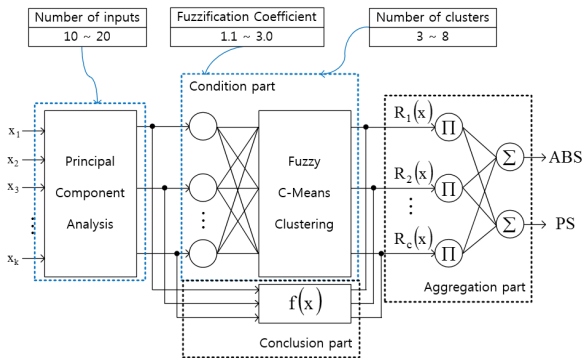 Number of inputs
10 ~ 20
Fuzzification Coefficient
1.1 ~ 3.0
Number of clusters
3 ~ 8
Condition part
x1
x2
x3
⋮
xk
Principal
Component
Analysis
⋮
Fuzzy
C-Means
Clustering
R1(x)
R2(x)
⋮
Rc(x)
Π
Π
Π
Σ
Σ
ABS
PS
Aggregation part
f(x)
Conclusion part